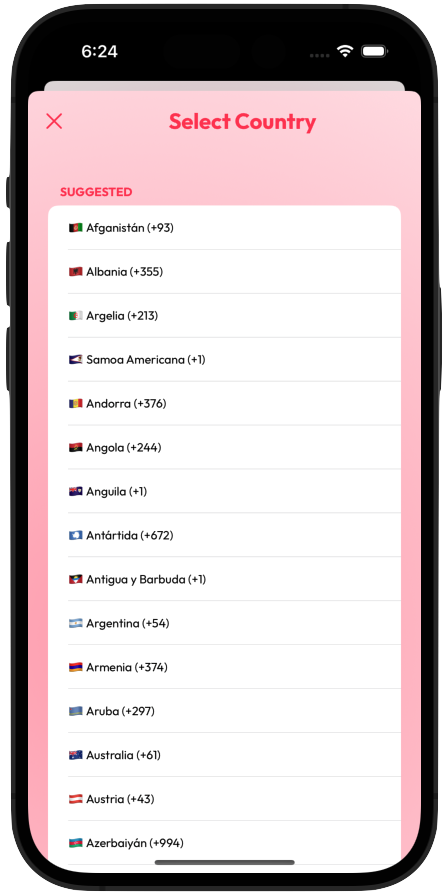 6:24
Select Country
SUGGESTED
Afganistán (+93)
Albania (+355)
Argelia (+213)
Samoa Americana (+1)
Andorra (+376)
Angola (+244)
Anguila (+1)
Antártida (+672)
Antigua y Barbuda (+1)
Argentina (+54)
Armenia (+374)
Aruba (+297)
Australia (+61)
Austria (+43)
Azerbaiyán (+994)